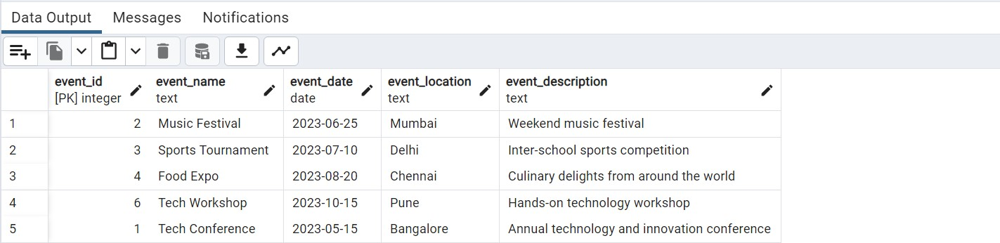 Data Output Messages Notifications
event_id event_name event_date event_location event_description
[PK] integer text date text text
1 2 Music Festival 2023-06-25 Mumbai Weekend music festival
2 3 Sports Tournament 2023-07-10 Delhi Inter-school sports competition
3 4 Food Expo 2023-08-20 Chennai Culinary delights from around the world
4 6 Tech Workshop 2023-10-15 Pune Hands-on technology workshop
5 1 Tech Conference 2023-05-15 Bangalore Annual technology and innovation conference